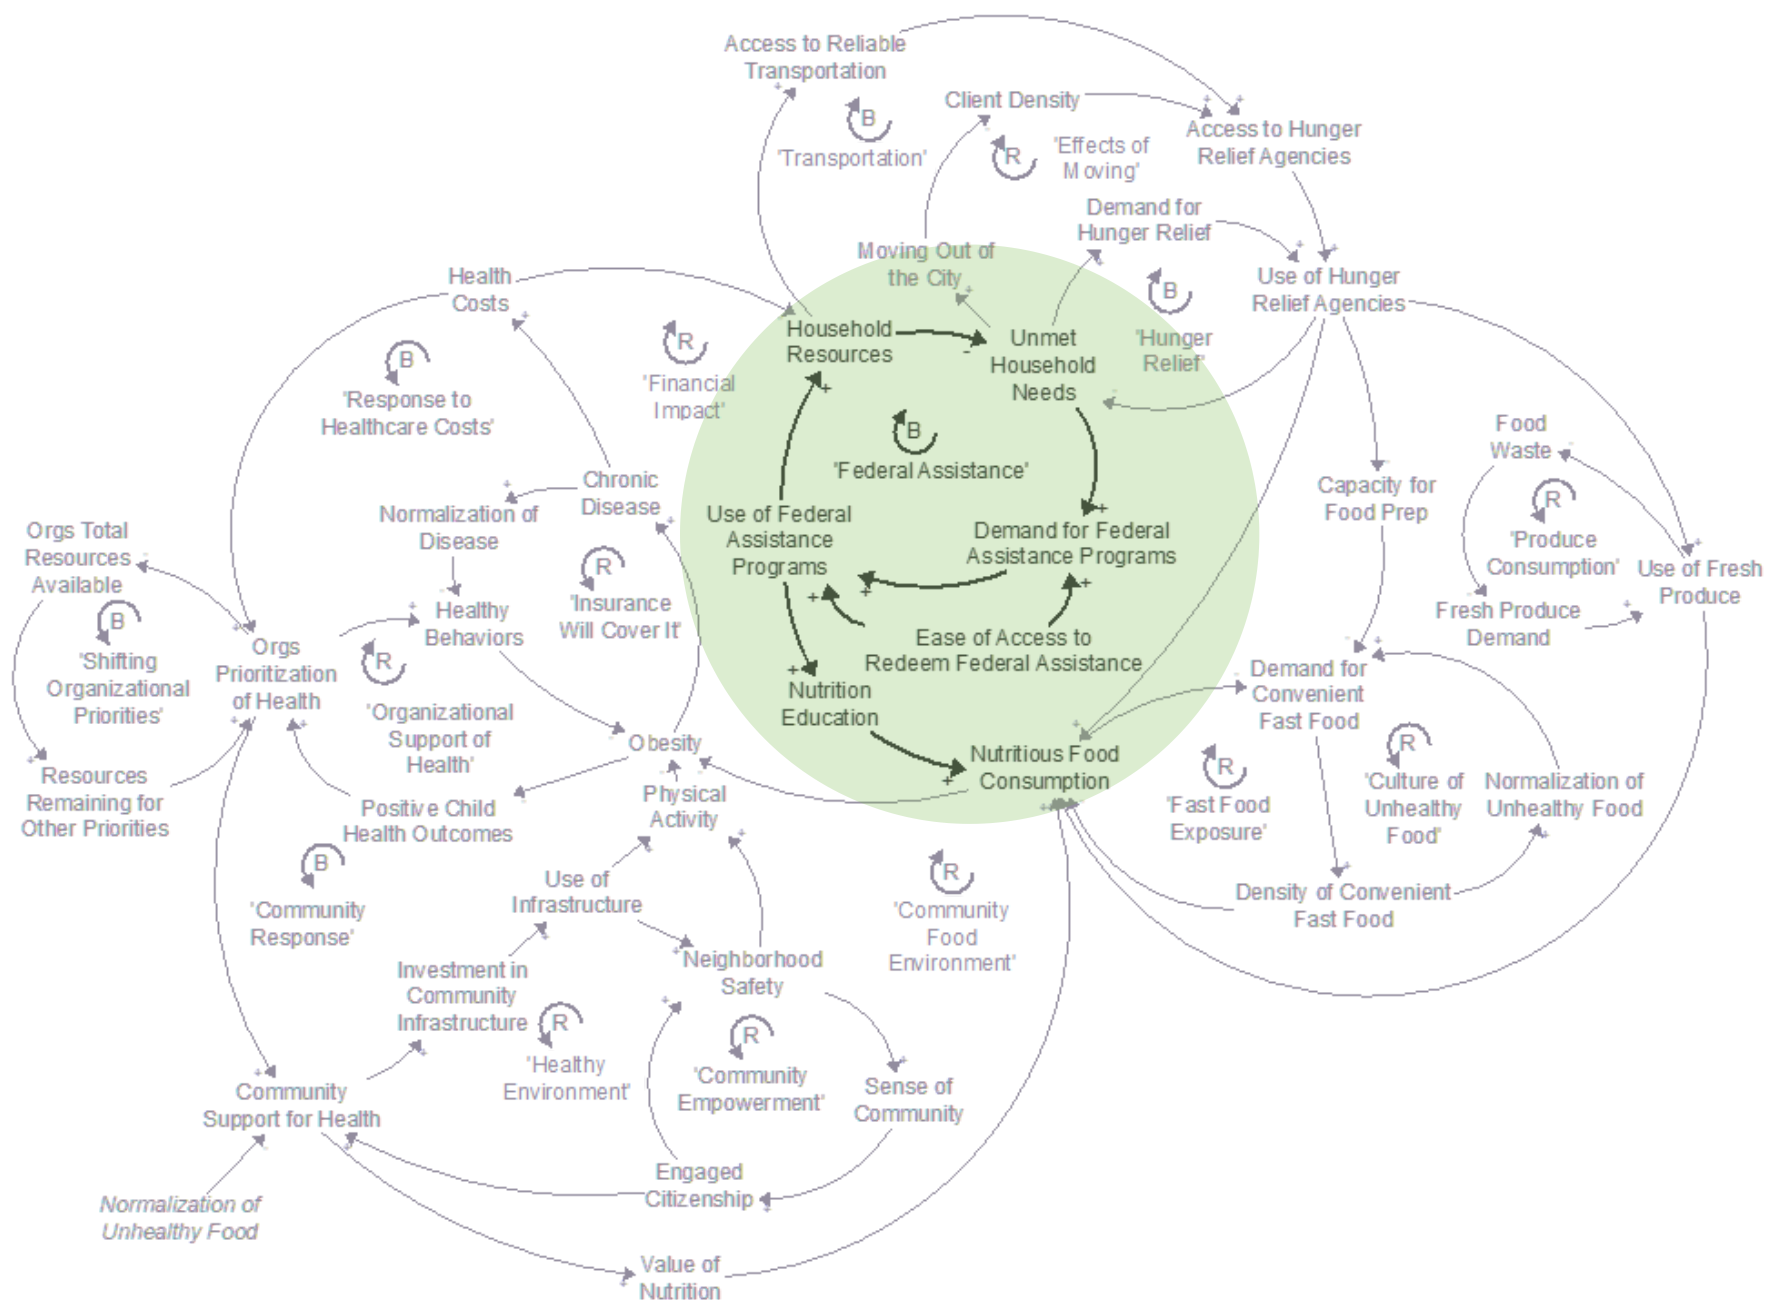 Access to Reliable
Transportation
B
'Transportation'
Client Density
R
'Effects of
Moving'
Access to Hunger
Relief Agencies
Demand for
Hunger Relief
Moving Out of
the City
Use of Hunger
Relief Agencies
B
'Hunger
Relief'
Health
Costs
B
'Response to
Healthcare Costs'
R
'Financial
Impact'
Household
Resources
Unmet
Household
Needs
B
'Federal Assistance'
Use of Federal
Assistance
Programs
Demand for Federal
Assistance Programs
Ease of Access to
Redeem Federal Assistance
Nutrition
Education
Nutritious Food
Consumption
Food
Waste
Capacity for
Food Prep
R
'Produce
Consumption'
Use of Fresh
Produce
Fresh Produce
Demand
Demand for
Convenient
Fast Food
R
'Fast Food
Exposure'
R
'Culture of
Unhealthy
Food'
Normalization of
Unhealthy Food
Density of Convenient
Fast Food
Chronic
Disease
Normalization of
Disease
Orgs Total
Resources
Available
B
'Shifting
Organizational
Priorities'
Healthy
Behaviors
R
'Insurance
Will Cover It'
Orgs
Prioritization
of Health
R
'Organizational
Support of
Health'
Obesity
Resources
Remaining for
Other Priorities
Positive Child
Health Outcomes
Physical
Activity
B
'Community
Response'
Use of
Infrastructure
R
'Community
Food
Environment'
Neighborhood
Safety
Investment in
Community
Infrastructure
R
'Healthy
Environment'
R
'Community
Empowerment'
Sense of
Community
Community
Support for Health
Engaged
Citizenship
Normalization of
Unhealthy Food
Value of
Nutrition